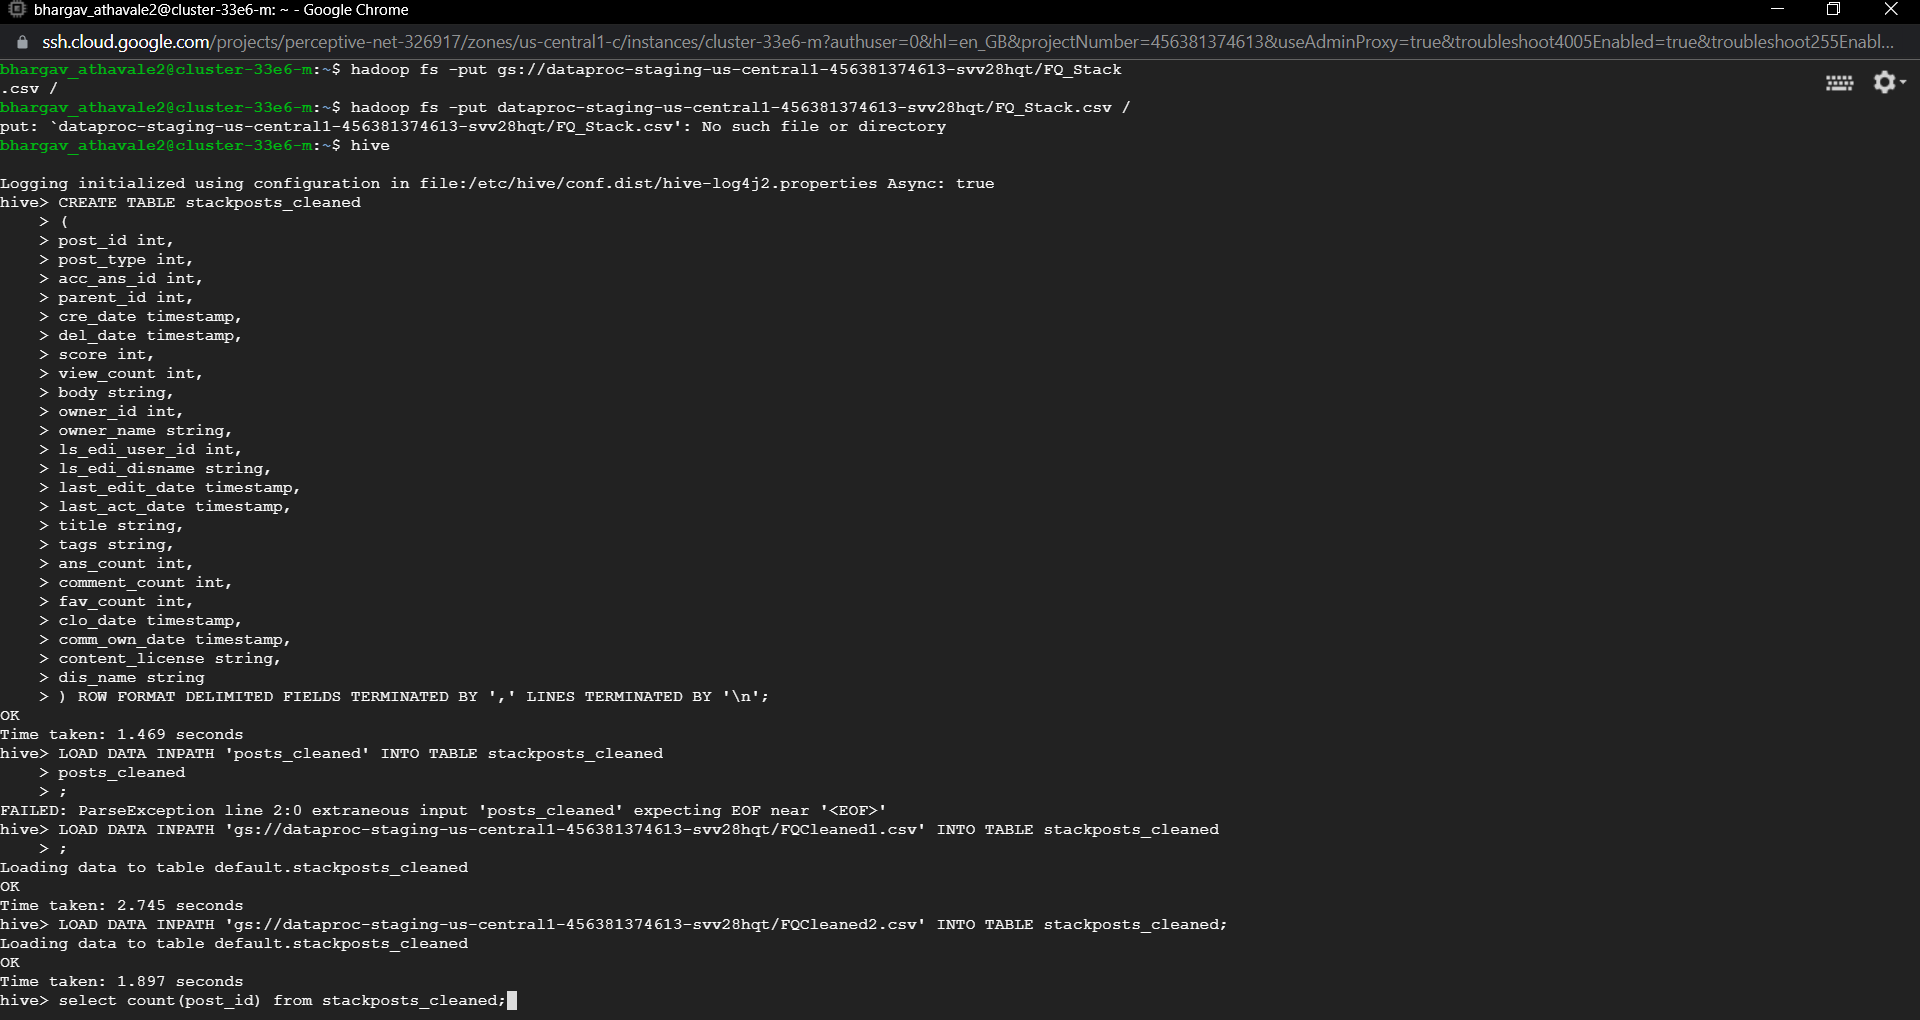 bhargav_athavale2@cluster-33e6-m: ~ - Google Chrome
ssh.cloud.google.com/projects/perceptive-net-326917/zones/us-central1-c/instances/cluster-33e6-m?authuser=0&hl=en_GB&projectNumber=456381374613&useAdminProxy=true&troubleshoot4005Enabled=true&troubleshoot255Enabl...
bhargav_athavale2@cluster-33e6-m:~$ hadoop fs -put gs://dataproc-staging-us-central1-456381374613-svv28hqt/FQ_Stack
.csv /
bhargav_athavale2@cluster-33e6-m:~$ hadoop fs -put dataproc-staging-us-central1-456381374613-svv28hqt/FQ_Stack.csv /
put: `dataproc-staging-us-central1-456381374613-svv28hqt/FQ_Stack.csv': No such file or directory
bhargav_athavale2@cluster-33e6-m:~$ hive
Logging initialized using configuration in file:/etc/hive/conf.dist/hive-log4j2.properties Async: true
hive> CREATE TABLE stackposts_cleaned
    > (
    > post_id int,
    > post_type int,
    > acc_ans_id int,
    > parent_id int,
    > cre_date timestamp,
    > del_date timestamp,
    > score int,
    > view_count int,
    > body string,
    > owner_id int,
    > owner_name string,
    > ls_edi_user_id int,
    > ls_edi_disname string,
    > last_edit_date timestamp,
    > last_act_date timestamp,
    > title string,
    > tags string,
    > ans_count int,
    > comment_count int,
    > fav_count int,
    > clo_date timestamp,
    > comm_own_date timestamp,
    > content_license string,
    > dis_name string
    > ) ROW FORMAT DELIMITED FIELDS TERMINATED BY ',' LINES TERMINATED BY '\n';
OK
Time taken: 1.469 seconds
hive> LOAD DATA INPATH 'posts_cleaned' INTO TABLE stackposts_cleaned
    > posts_cleaned
    > ;
FAILED: ParseException line 2:0 extraneous input 'posts_cleaned' expecting EOF near '<EOF>'
hive> LOAD DATA INPATH 'gs://dataproc-staging-us-central1-456381374613-svv28hqt/FQCleaned1.csv' INTO TABLE stackposts_cleaned
    > ;
Loading data to table default.stackposts_cleaned
OK
Time taken: 2.745 seconds
hive> LOAD DATA INPATH 'gs://dataproc-staging-us-central1-456381374613-svv28hqt/FQCleaned2.csv' INTO TABLE stackposts_cleaned;
Loading data to table default.stackposts_cleaned
OK
Time taken: 1.897 seconds
hive> select count(post_id) from stackposts_cleaned;